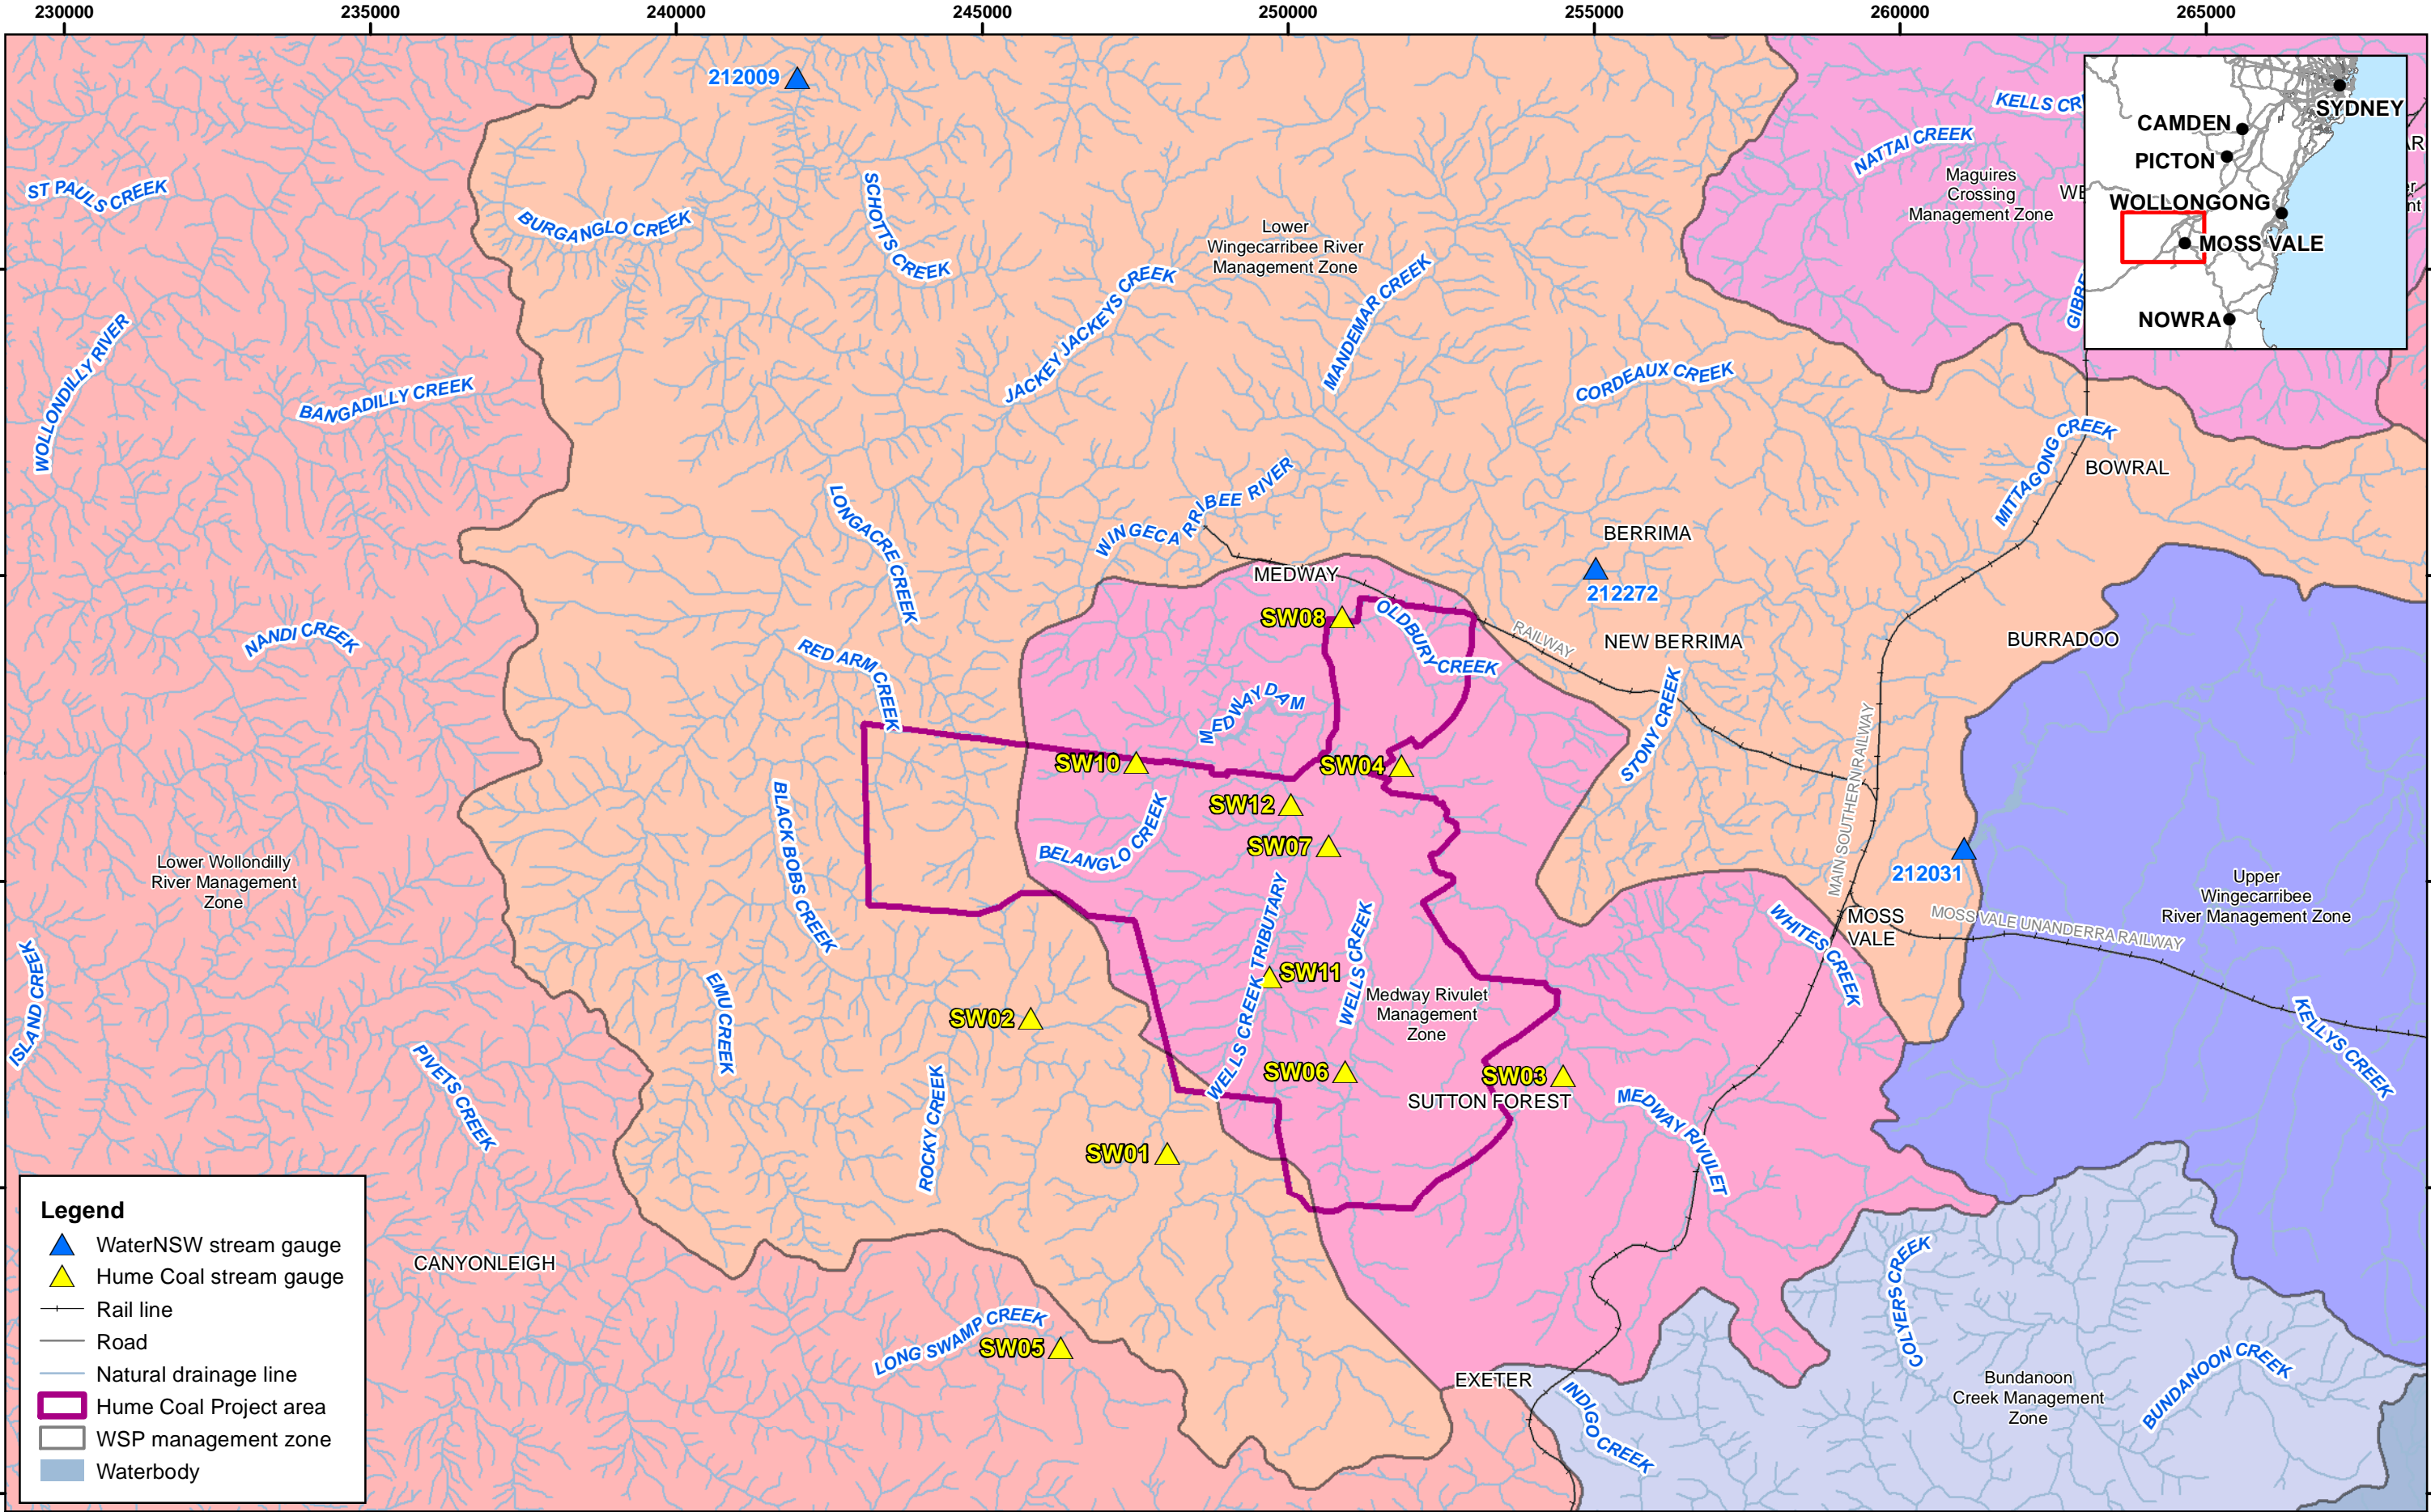 230000
235000
240000
245000
250000
255000
260000
265000
212009
KELLS CR
NATTAI CREEK
SYDNEY
CAMDEN
PICTON
WOLLONGONG
MOSS VALE
NOWRA
ST PAULS CREEK
BURGANGLO CREEK
SCHOTTS CREEK
Maguires
Crossing
Management Zone
WE
AR
er
nt
Lower
Wingecarribee River
Management Zone
JACKEY JACKEYS CREEK
MANDEMAR CREEK
GIBBE
WOLLONDILLY RIVER
BANGADILLY CREEK
CORDEAUX CREEK
MITTAGONG CREEK
BOWRAL
LONGACRE CREEK
WINGECARRIBEE RIVER
BERRIMA
MEDWAY
212272
SW08
OLDBURY CREEK
RAILWAY
NEW BERRIMA
BURRADOO
NANDI CREEK
RED ARM CREEK
MEDWAY DAM
STONY CREEK
SW10
SW04
MAIN SOUTHERN RAILWAY
BLACK BOBS CREEK
SW12
BELANGLO CREEK
SW07
212031
Lower Wollondilly
River Management
Zone
Upper
Wingecarribee
River Management Zone
WELLS CREEK TRIBUTARY
WELLS CREEK
WHITES CREEK
MOSS
VALE
MOSS VALE UNANDERRA RAILWAY
ISLAND CREEK
EMU CREEK
SW11
SW02
Medway Rivulet
Management
Zone
KELLYS CREEK
PIVETS CREEK
ROCKY CREEK
SW06
SW03
SUTTON FOREST
MEDWAY RIVULET
SW01
CANYONLEIGH
LONG SWAMP CREEK
SW05
EXETER
INDIGO CREEK
COLYERS CREEK
Bundanoon
Creek Management
Zone
BUNDANOON CREEK
Legend
WaterNSW stream gauge
Hume Coal stream gauge
Rail line
Road
Natural drainage line
Hume Coal Project area
WSP management zone
Waterbody